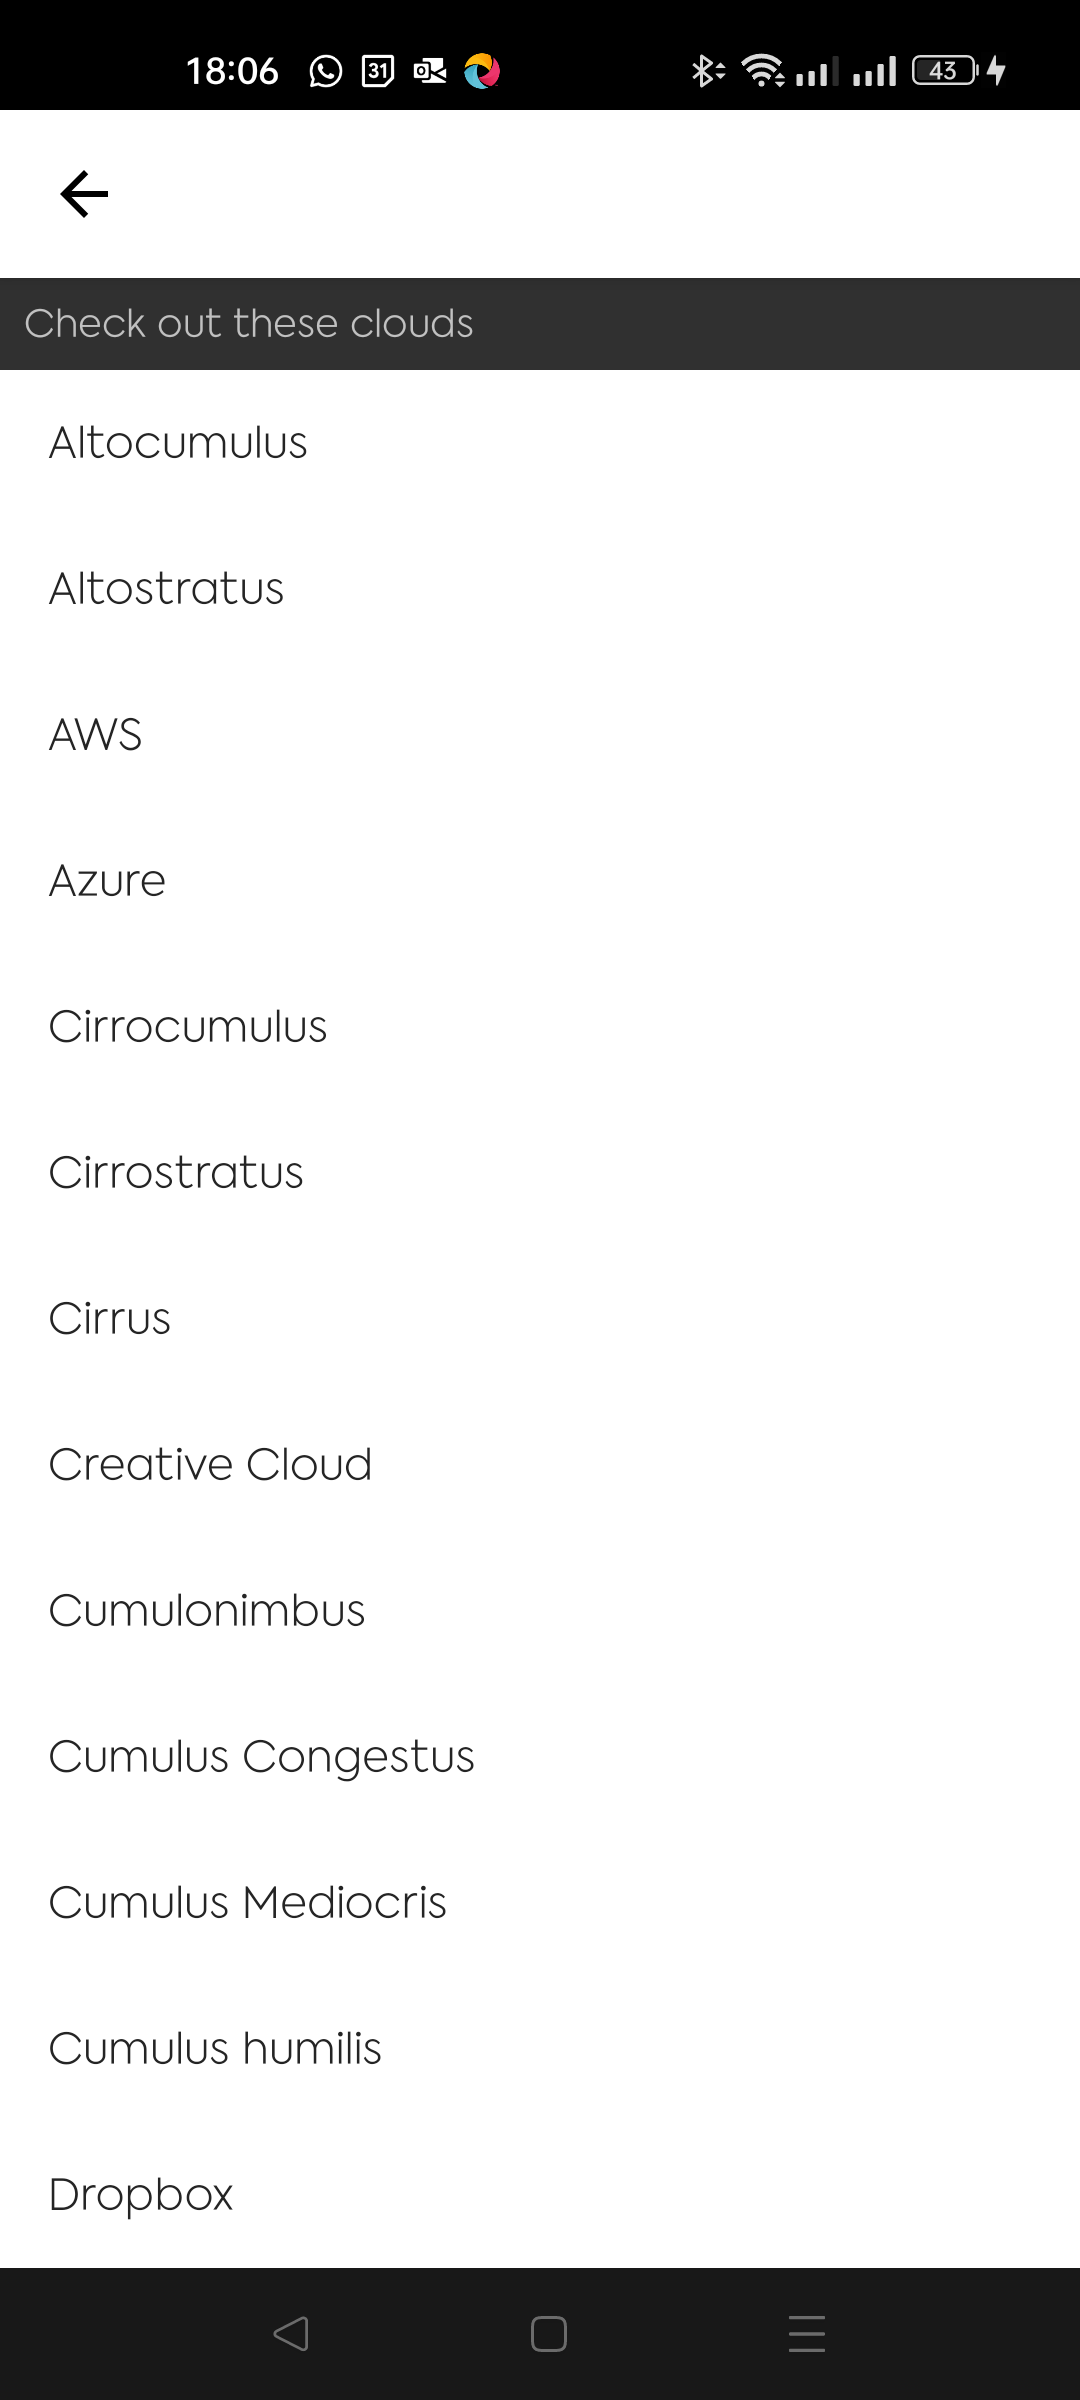 18:06
31
43
Check out these clouds
Altocumulus
Altostratus
AWS
Azure
Cirrocumulus
Cirrostratus
Cirrus
Creative Cloud
Cumulonimbus
Cumulus Congestus
Cumulus Mediocris
Cumulus humilis
Dropbox